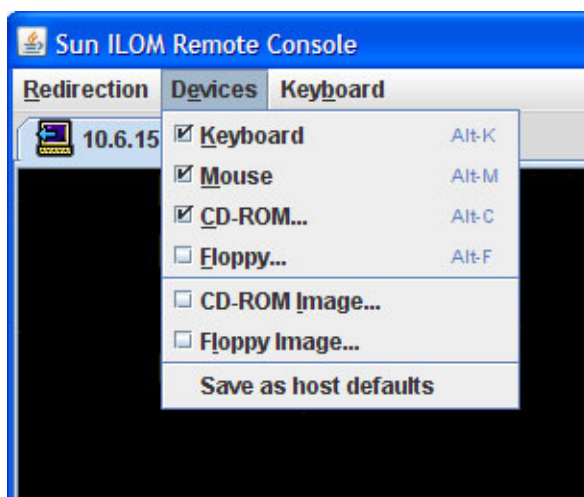 Sun ILOM Remote Console
Redirection Devices Keyboard
10.6.15
Keyboard Alt-K
Mouse Alt-M
CD-ROM... Alt-C
Floppy... Alt-F
CD-ROM Image...
Floppy Image...
Save as host defaults